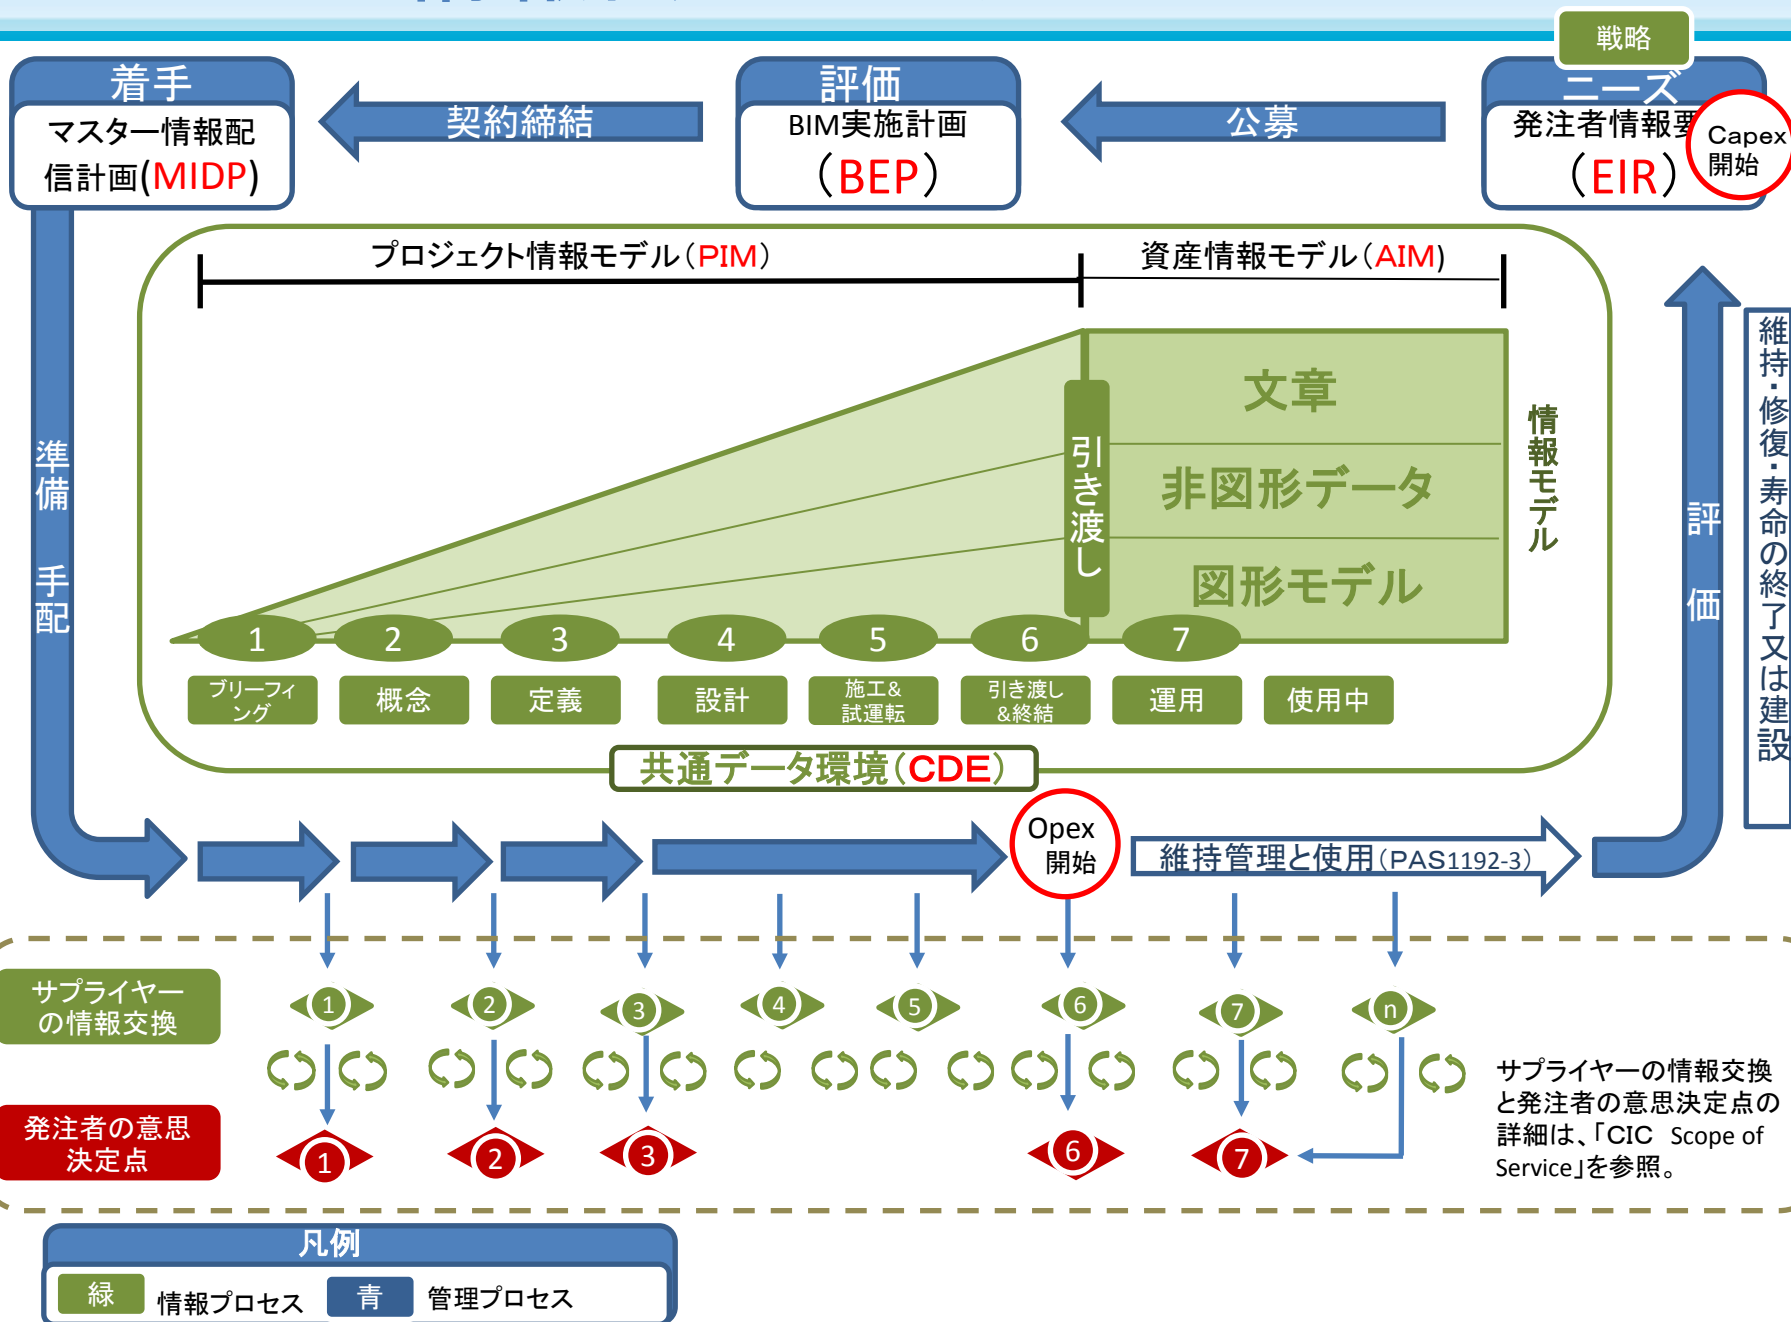 戦略
着手
マスター情報配
信計画(MIDP)
契約締結
評価
BIM実施計画
（BEP）
公募
ニーズ
発注者情報要
（EIR）
Capex
開始
プロジェクト情報モデル（PIM）
資産情報モデル（AIM)
準備 手配
文章
非図形データ
図形モデル
引き渡し
情報モデル
評 価
維持・修復・寿命の終了又は建設
1 2 3 4 5 6 7
ブリーフィ
ング
概念
定義
設計
施工&
試運転
引き渡し
&終結
運用
使用中
共通データ環境（CDE）
Opex
開始
維持管理と使用（PAS1192-3）
サプライヤー
の情報交換
1 2 3 4 5 6 7 n
発注者の意思
決定点
1 2 3 6 7
サプライヤーの情報交換
と発注者の意思決定点の
詳細は、「CIC Scope of
Service」を参照。
凡例
緑 情報プロセス 青 管理プロセス